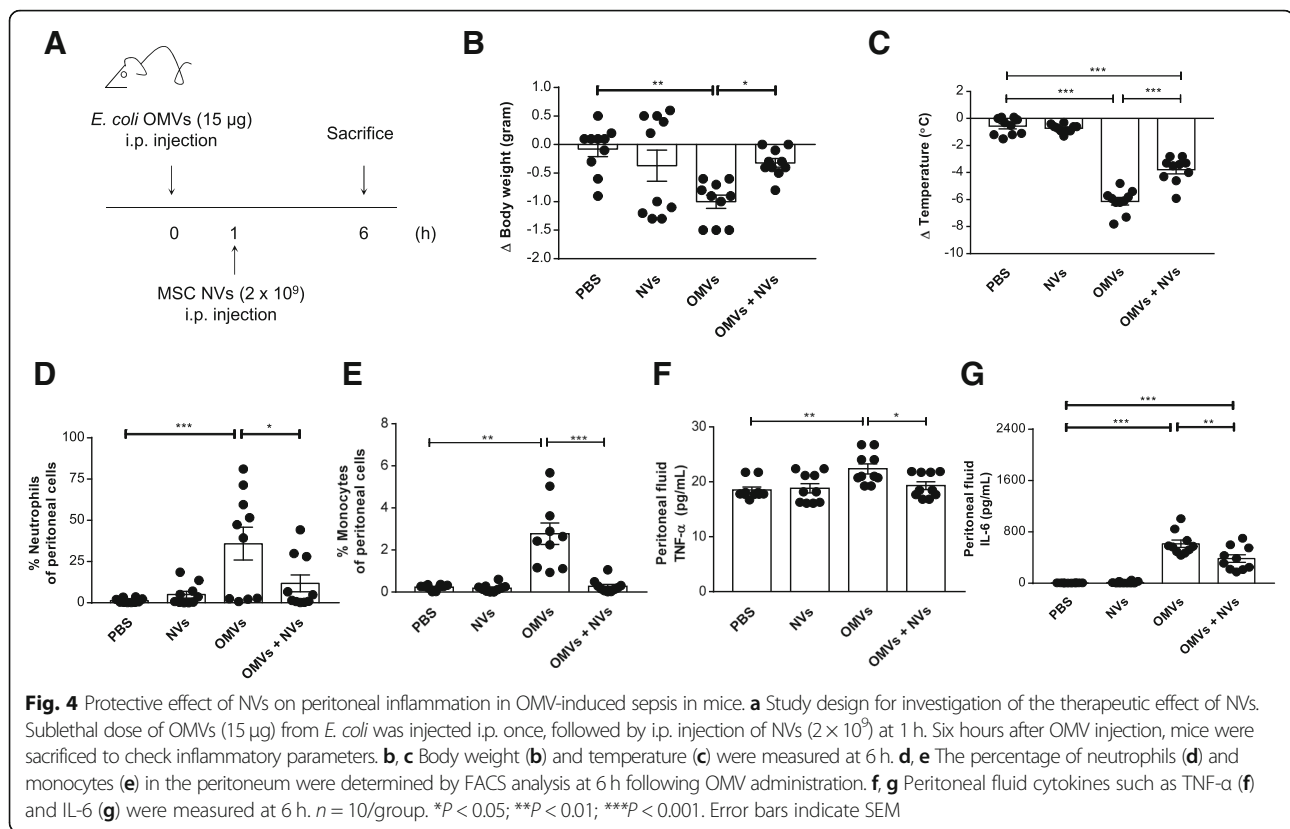 A
E. coli OMVs (15 µg)
i.p. injection
Sacrifice
0 1 6 (h)
MSC NVs (2 x 10⁹)
i.p. injection
B
** *
1.0
0.5
0.0
-0.5
-1.0
-1.5
-2.0
Δ Body weight (gram)
PBS NVs OMVs OMVs + NVs
C
***
*** ***
0
-2
-4
-6
-8
-10
Δ Temperature (°C)
PBS NVs OMVs OMVs + NVs
D
*** *
100
75
50
25
0
% Neutrophils
of peritoneal cells
PBS NVs OMVs OMVs + NVs
E
** ***
8
6
4
2
0
% Monocytes
of peritoneal cells
PBS NVs OMVs OMVs + NVs
F
** *
30
20
10
0
Peritoneal fluid
TNF-α (pg/mL)
PBS NVs OMVs OMVs + NVs
G
***
*** **
2400
1600
800
0
Peritoneal fluid
IL-6 (pg/mL)
PBS NVs OMVs OMVs + NVs
Fig. 4 Protective effect of NVs on peritoneal inflammation in OMV-induced sepsis in mice. a Study design for investigation of the therapeutic effect of NVs.
Sublethal dose of OMVs (15 µg) from E. coli was injected i.p. once, followed by i.p. injection of NVs (2 × 10⁹) at 1 h. Six hours after OMV injection, mice were
sacrificed to check inflammatory parameters. b, c Body weight (b) and temperature (c) were measured at 6 h. d, e The percentage of neutrophils (d) and
monocytes (e) in the peritoneum were determined by FACS analysis at 6 h following OMV administration. f, g Peritoneal fluid cytokines such as TNF-α (f)
and IL-6 (g) were measured at 6 h. n = 10/group. *P < 0.05; **P < 0.01; ***P < 0.001. Error bars indicate SEM